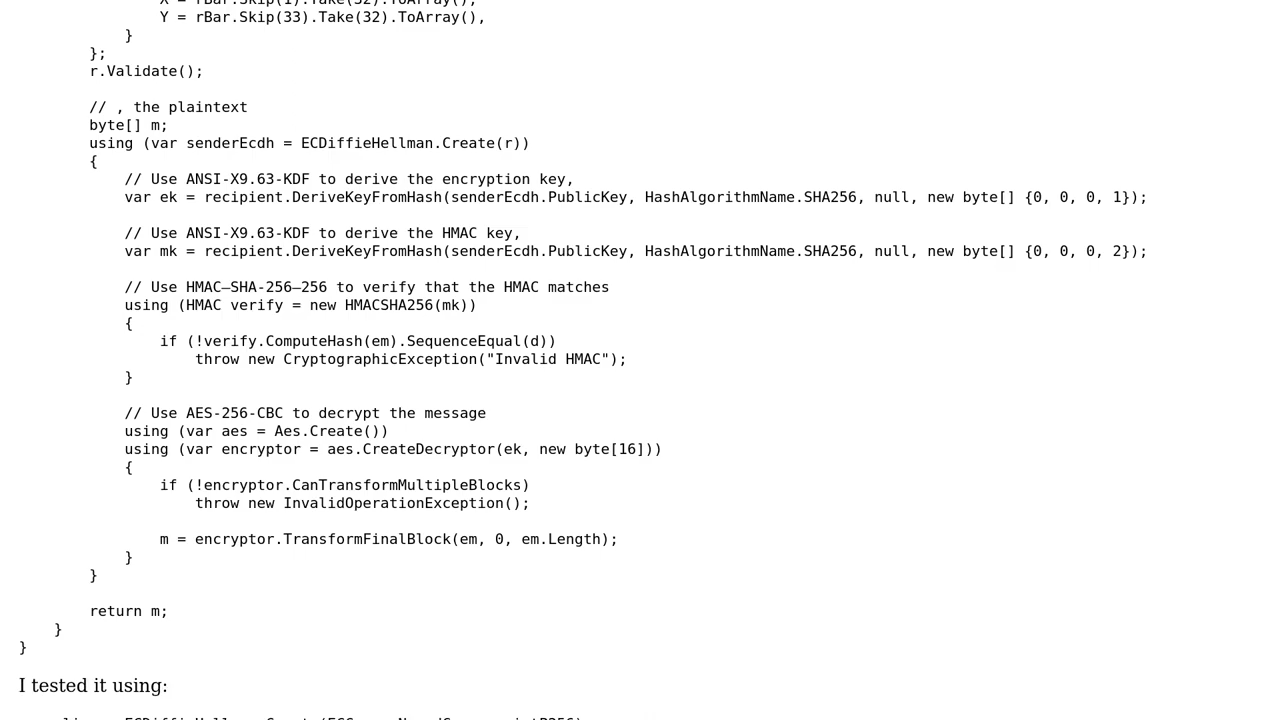 X = rBar.Skip(1).Take(32).ToArray(),
Y = rBar.Skip(33).Take(32).ToArray(),
}
};
r.Validate();
// , the plaintext
byte[] m;
using (var senderEcdh = ECDiffieHellman.Create(r))
{
// Use ANSI-X9.63-KDF to derive the encryption key,
var ek = recipient.DeriveKeyFromHash(senderEcdh.PublicKey, HashAlgorithmName.SHA256, null, new byte[] {0, 0, 0, 1});
// Use ANSI-X9.63-KDF to derive the HMAC key,
var mk = recipient.DeriveKeyFromHash(senderEcdh.PublicKey, HashAlgorithmName.SHA256, null, new byte[] {0, 0, 0, 2});
// Use HMAC–SHA-256–256 to verify that the HMAC matches
using (HMAC verify = new HMACSHA256(mk))
{
if (!verify.ComputeHash(em).SequenceEqual(d))
throw new CryptographicException("Invalid HMAC");
}
// Use AES-256-CBC to decrypt the message
using (var aes = Aes.Create())
using (var encryptor = aes.CreateDecryptor(ek, new byte[16]))
{
if (!encryptor.CanTransformMultipleBlocks)
throw new InvalidOperationException();
m = encryptor.TransformFinalBlock(em, 0, em.Length);
}
}
return m;
}
}
I tested it using: